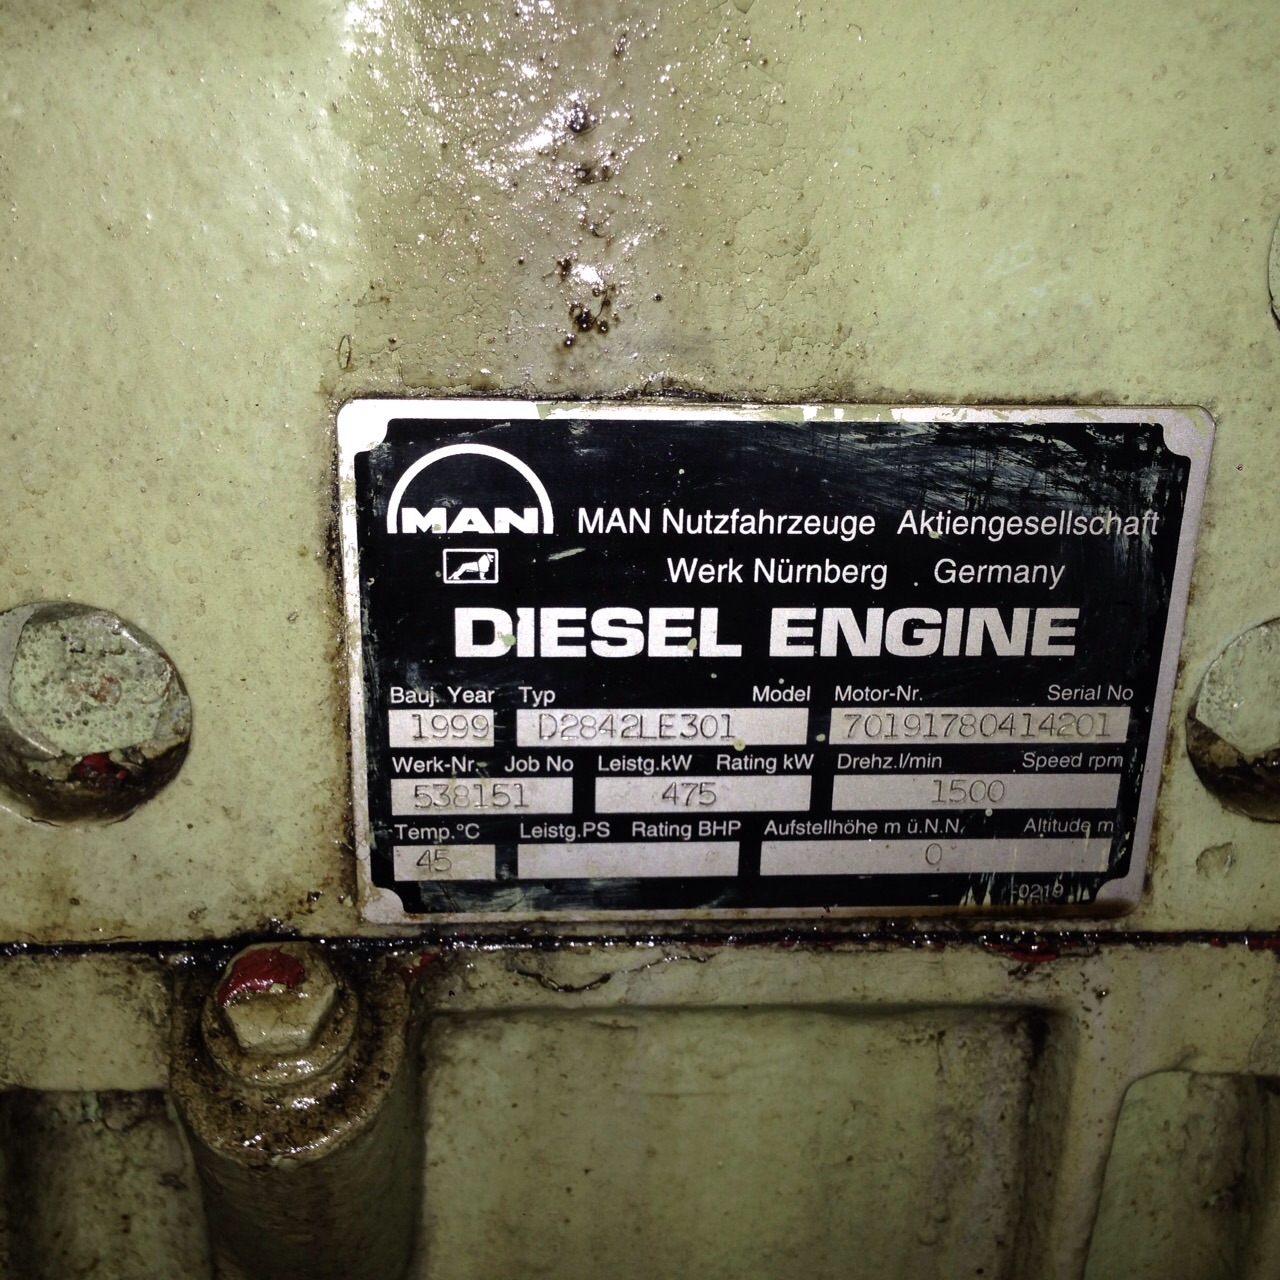 MAN
MAN Nutzfahrzeuge Aktiengesellschaft
Werk Nürnberg Germany
DIESEL ENGINE
Bauj. Year Typ Model Motor-Nr. Serial No
1999 D2842LE301 70191780414201
Werk-Nr. Job No Leistg.kW Rating kW Drehz.l/min Speed rpm
538151 475 1500
Temp.°C Leistg.PS Rating BHP Aufstellhöhe m ü.N.N. Altitude m
45 0